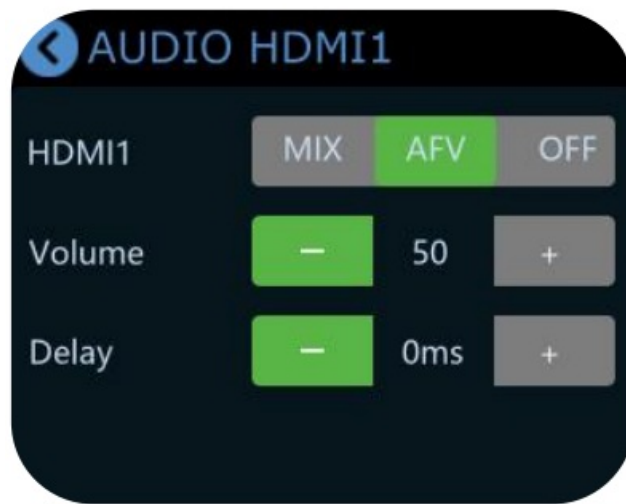 AUDIO HDMI1
HDMI1 MIX AFV OFF
Volume − 50 +
Delay − 0ms +